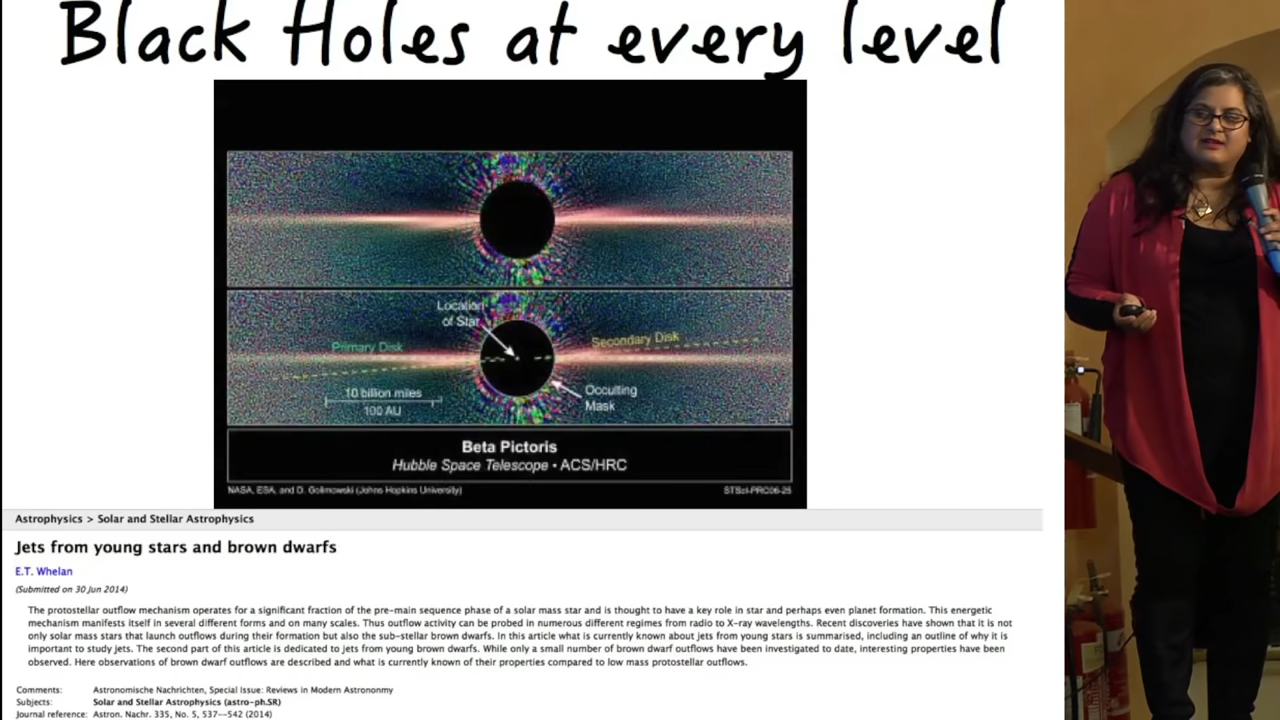 Black Holes at every level
Location
of Star
Primary Disk
Secondary Disk
10 billion miles
100 AU
Occulting
Mask
Beta Pictoris
Hubble Space Telescope • ACS/HRC
NASA, ESA, and D. Golimowski (Johns Hopkins University)
STScI-PRC06-25
Astrophysics > Solar and Stellar Astrophysics
Jets from young stars and brown dwarfs
E.T. Whelan
(Submitted on 30 Jun 2014)
The protostellar outflow mechanism operates for a significant fraction of the pre-main sequence phase of a solar mass star and is thought to have a key role in star and perhaps even planet formation. This energetic
mechanism manifests itself in several different forms and on many scales. Thus outflow activity can be probed in numerous different regimes from radio to X-ray wavelengths. Recent discoveries have shown that it is not
only solar mass stars that launch outflows during their formation but also the sub-stellar brown dwarfs. In this article what is currently known about jets from young stars is summarised, including an outline of why it is
important to study jets. The second part of this article is dedicated to jets from young brown dwarfs. While only a small number of brown dwarf outflows have been investigated to date, interesting properties have been
observed. Here observations of brown dwarf outflows are described and what is currently known of their properties compared to low mass protostellar outflows.
Comments: Astronomische Nachrichten, Special Issue: Reviews in Modern Astrononmy
Subjects: Solar and Stellar Astrophysics (astro-ph.SR)
Journal reference: Astron. Nachr. 335, No. 5, 537--542 (2014)